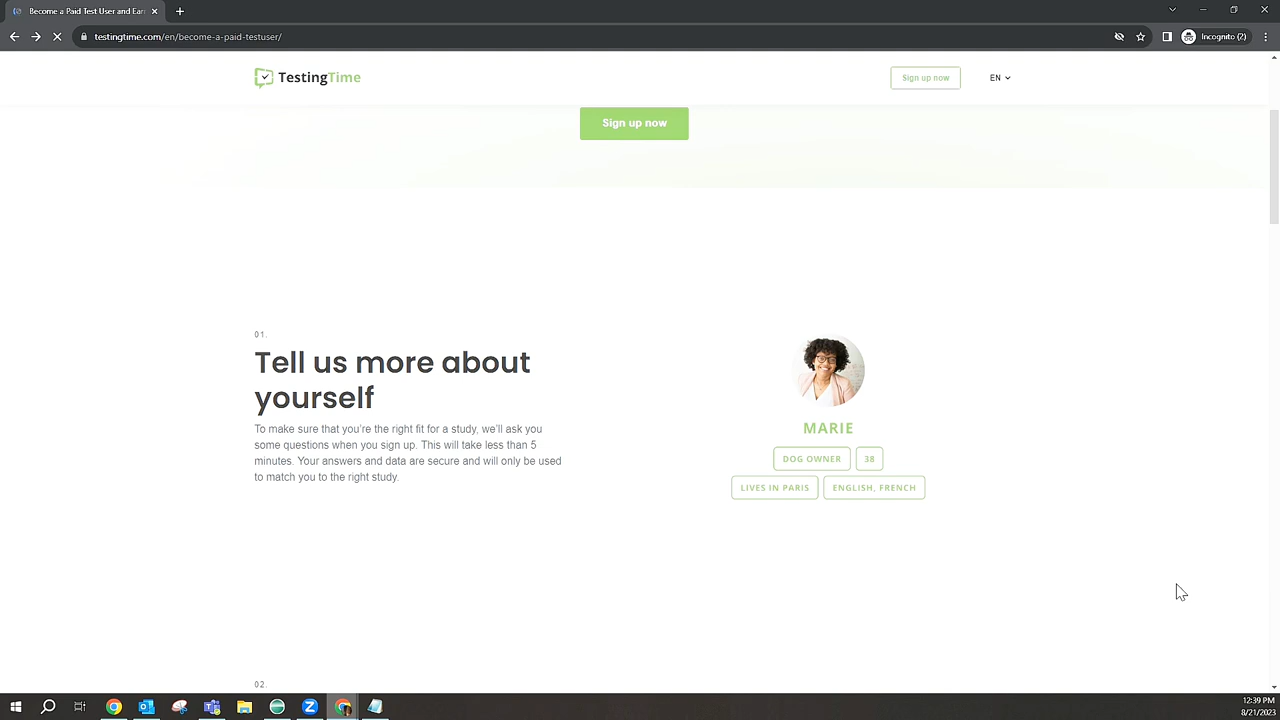 Become a Paid Test User and Ear
testingtime.com/en/become-a-paid-testuser/
Incognito (2)
TestingTime
Sign up now
EN
Sign up now
01.
Tell us more about
yourself
To make sure that you're the right fit for a study, we'll ask you
some questions when you sign up. This will take less than 5
minutes. Your answers and data are secure and will only be used
to match you to the right study.
MARIE
DOG OWNER
38
LIVES IN PARIS
ENGLISH, FRENCH
02.
12:39 PM
8/21/2023